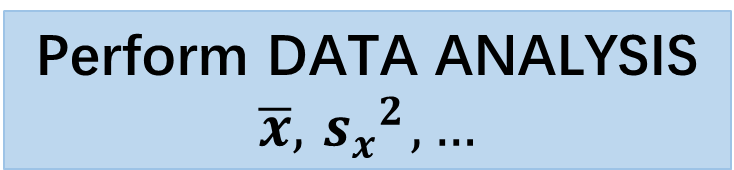 Perform DATA ANALYSIS
x̅, sₓ², ...